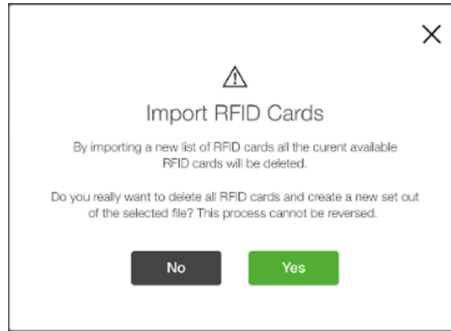 Import RFID Cards
By importing a new list of RFID cards all the curent available
RFID cards will be deleted.
Do you really want to delete all RFID cards and create a new set out
of the selected file? This process cannot be reversed.
No
Yes